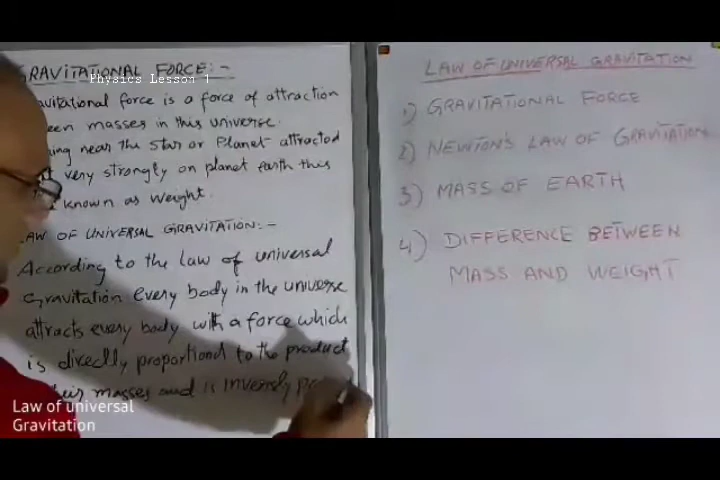 GRAVITATIONAL FORCE:-
Physics Lesson 1
gravitational force is a force of attraction
masses in this universe.
near the star or Planet attracted
very strongly on planet earth this
known as weight.
LAW OF UNIVERSAL GRAVITATION:-
According to the law of universal
gravitation every body in the universe
attracts every body with a force which
is directly proportional to the product
masses and is inversly
Law of universal
Gravitation
LAW OF UNIVERSAL GRAVITATION
1) GRAVITATIONAL FORCE
2) NEWTON'S LAW OF GRAVITATION
3) MASS OF EARTH
4) DIFFERENCE BETWEEN
MASS AND WEIGHT